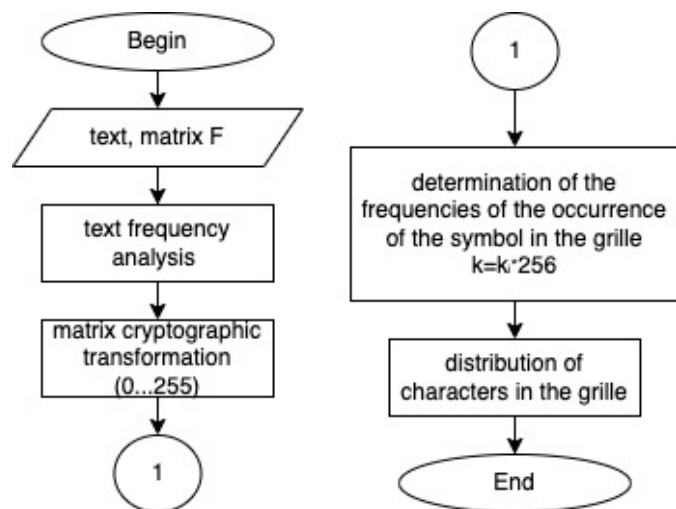 Begin
text, matrix F
text frequency
analysis
matrix cryptographic
transformation
(0...255)
1
1
determination of the
frequencies of the occurrence
of the symbol in the grille
k=kᵢ*256
distribution of
characters in the grille
End